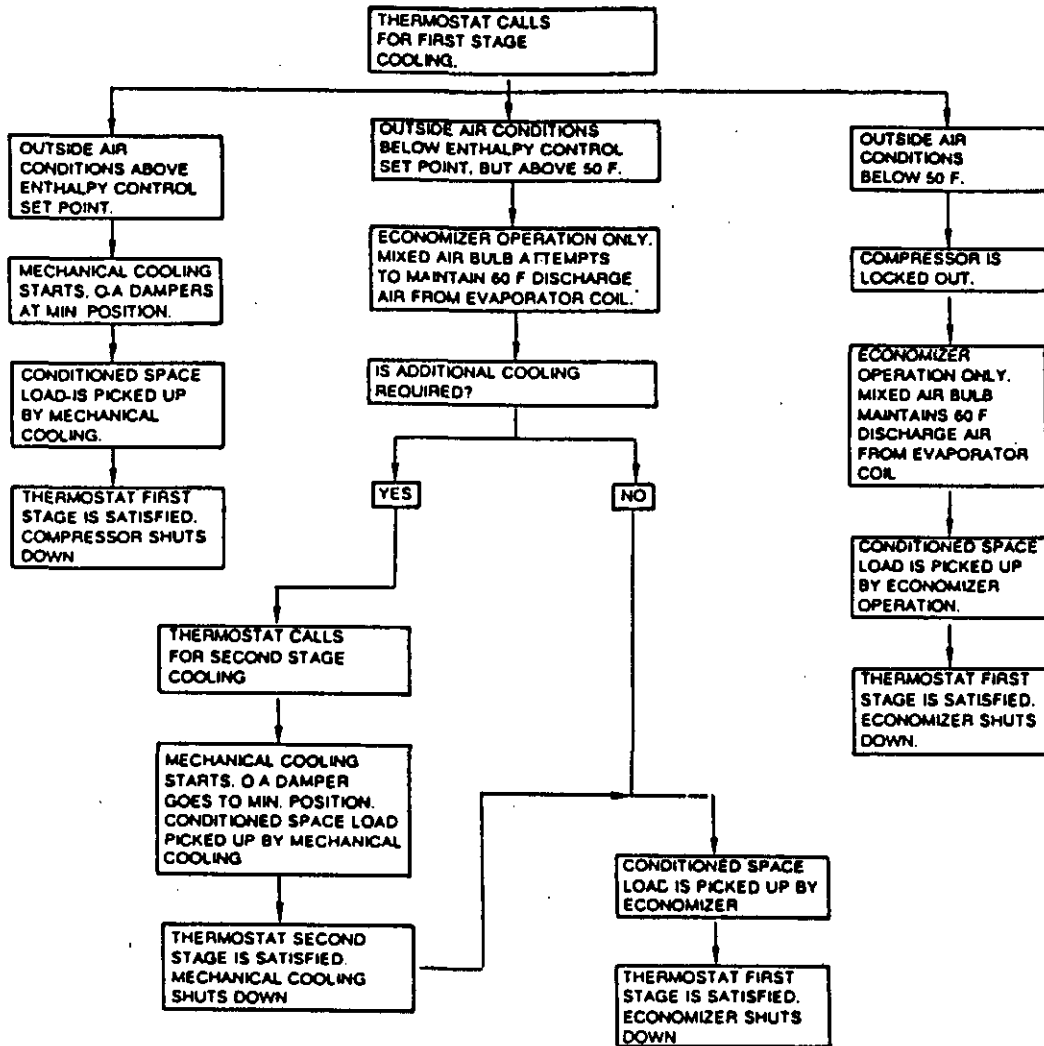 THERMOSTAT CALLS
FOR FIRST STAGE
COOLING.
OUTSIDE AIR
CONDITIONS ABOVE
ENTHALPY CONTROL
SET POINT.
MECHANICAL COOLING
STARTS, O-A DAMPERS
AT MIN. POSITION.
CONDITIONED SPACE
LOAD-IS PICKED UP
BY MECHANICAL
COOLING.
THERMOSTAT FIRST
STAGE IS SATISFIED.
COMPRESSOR SHUTS
DOWN
OUTSIDE AIR CONDITIONS
BELOW ENTHALPY CONTROL
SET POINT, BUT ABOVE 50 F.
ECONOMIZER OPERATION ONLY.
MIXED AIR BULB ATTEMPTS
TO MAINTAIN 60 F DISCHARGE
AIR FROM EVAPORATOR COIL.
IS ADDITIONAL COOLING
REQUIRED?
YES
NO
THERMOSTAT CALLS
FOR SECOND STAGE
COOLING
MECHANICAL COOLING
STARTS, O A DAMPER
GOES TO MIN. POSITION.
CONDITIONED SPACE LOAD
PICKED UP BY MECHANICAL
COOLING
THERMOSTAT SECOND
STAGE IS SATISFIED.
MECHANICAL COOLING
SHUTS DOWN
CONDITIONED SPACE
LOAD IS PICKED UP BY
ECONOMIZER
THERMOSTAT FIRST
STAGE IS SATISFIED.
ECONOMIZER SHUTS
DOWN
OUTSIDE AIR
CONDITIONS
BELOW 50 F.
COMPRESSOR IS
LOCKED OUT.
ECONOMIZER
OPERATION ONLY.
MIXED AIR BULB
MAINTAINS 60 F
DISCHARGE AIR
FROM EVAPORATOR
COIL
CONDITIONED SPACE
LOAD IS PICKED UP
BY ECONOMIZER
OPERATION.
THERMOSTAT FIRST
STAGE IS SATISFIED.
ECONOMIZER SHUTS
DOWN.